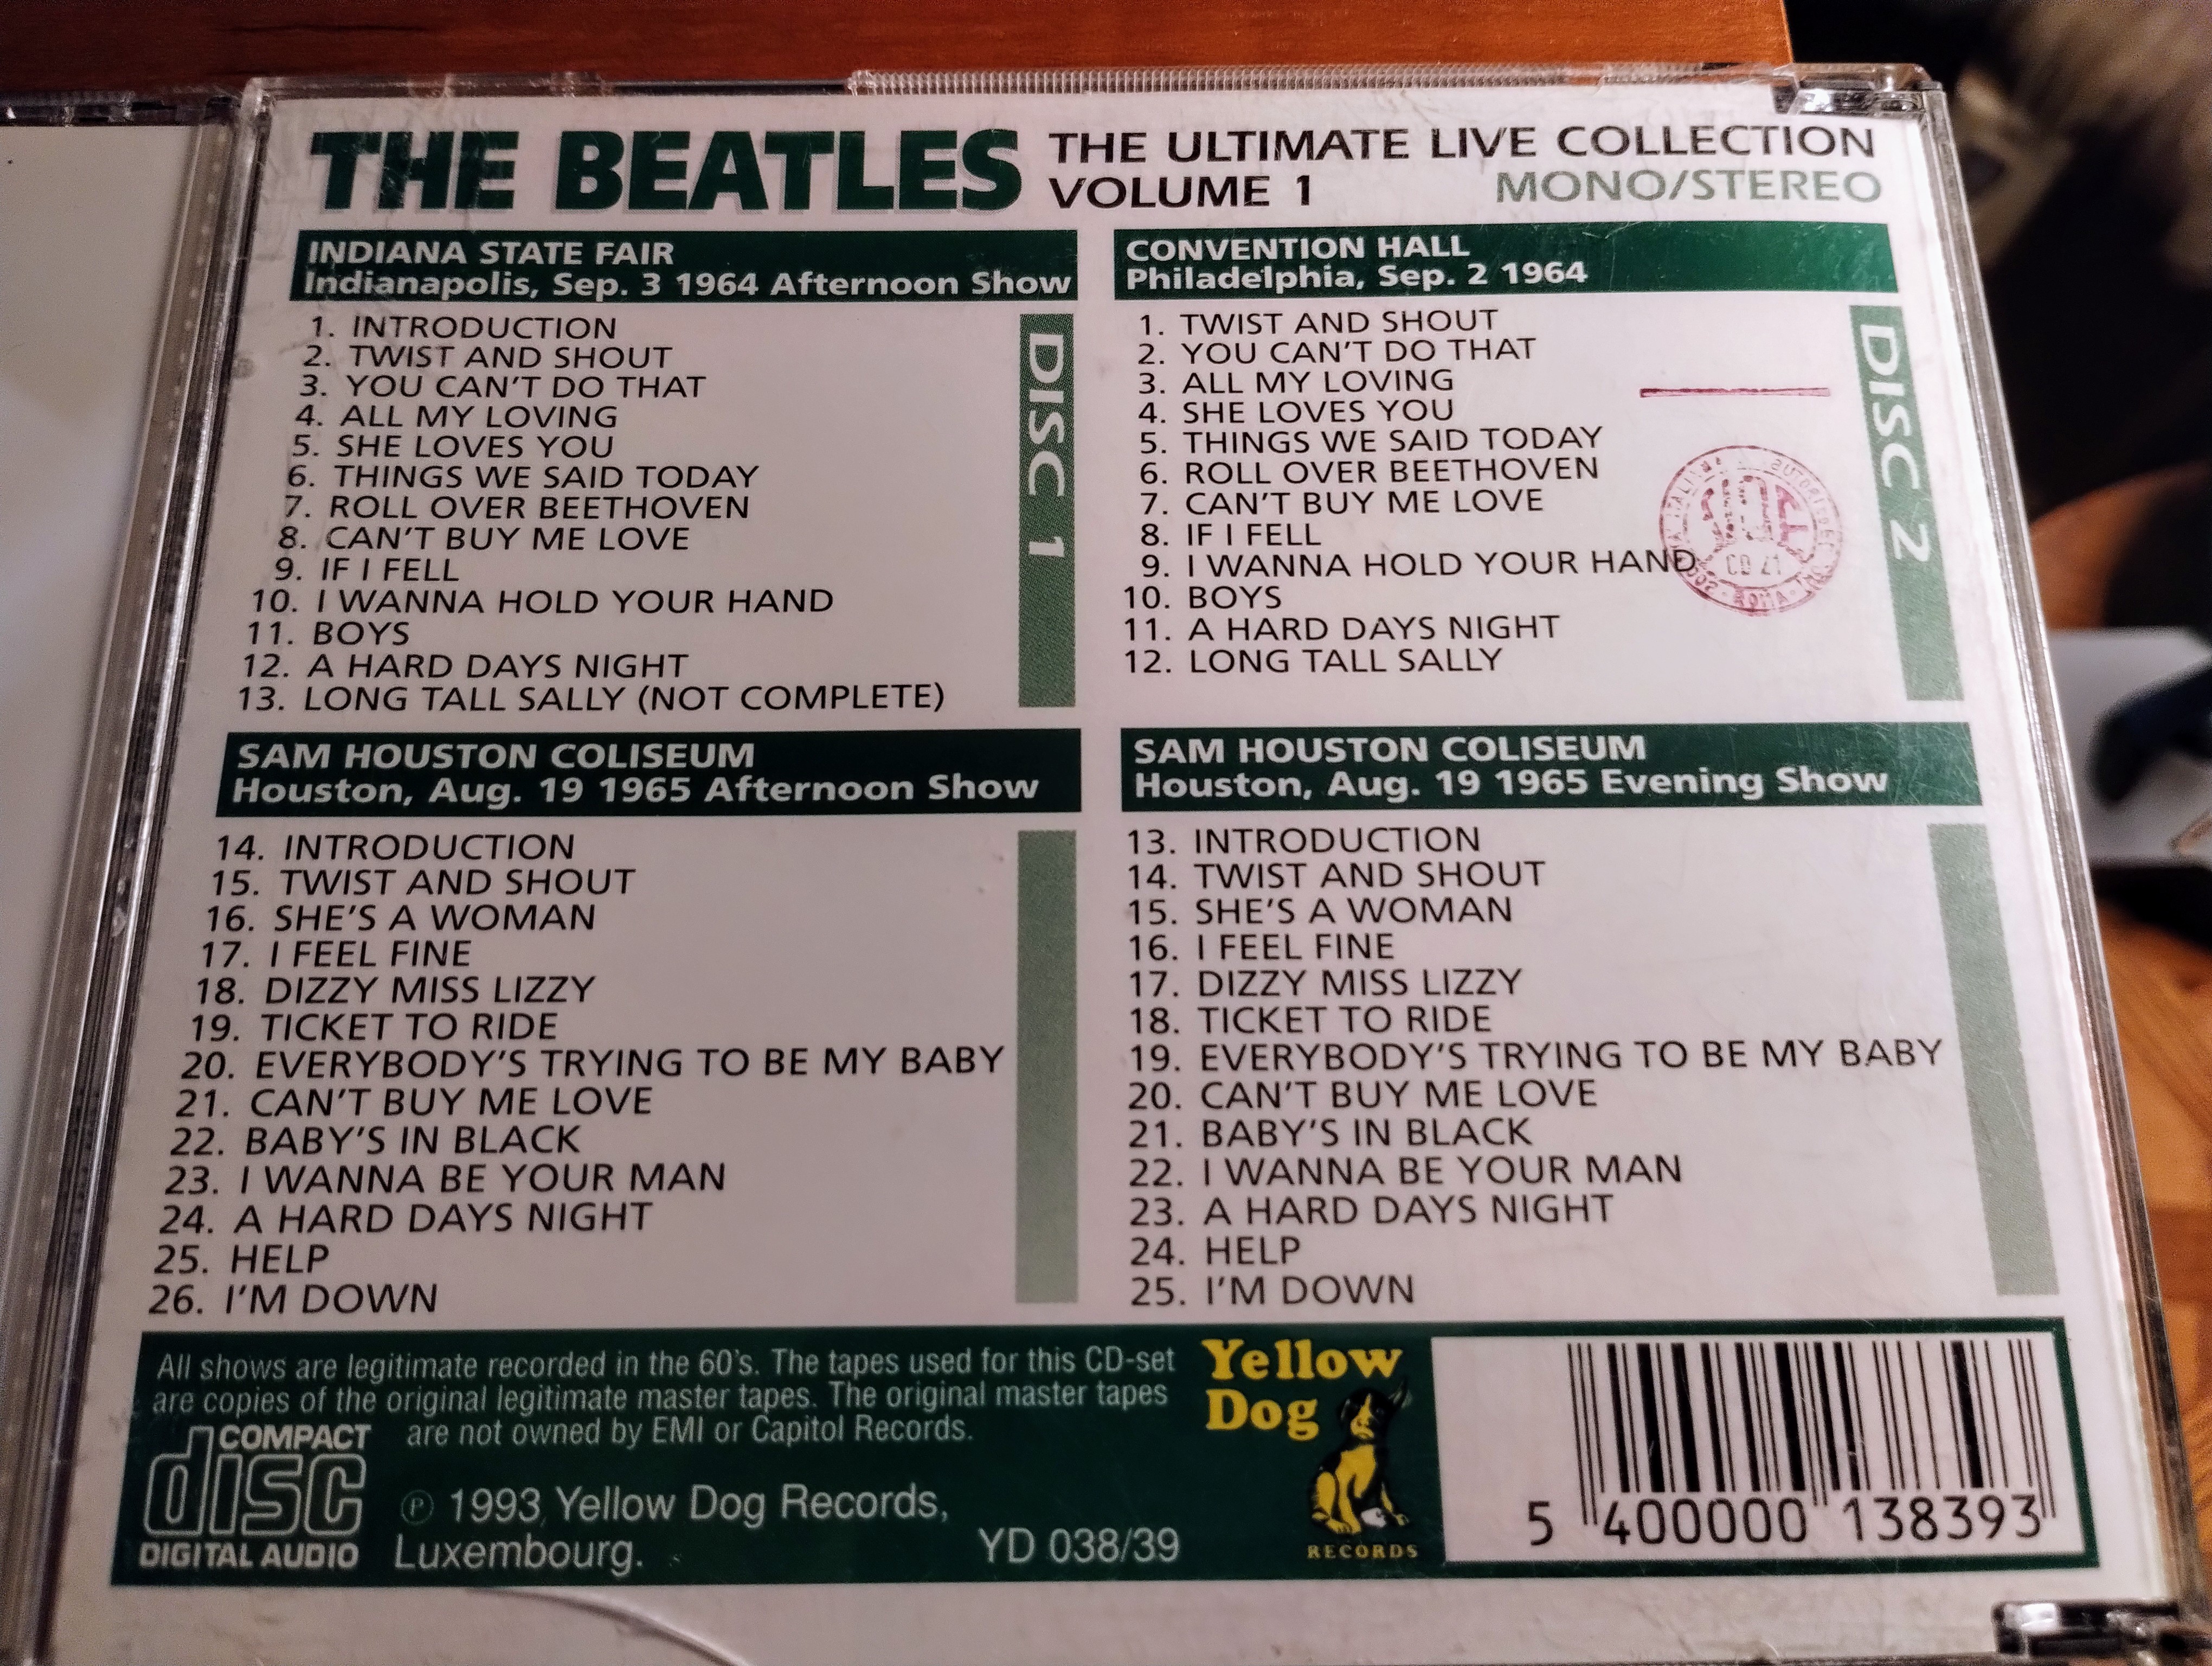 THE BEATLES
THE ULTIMATE LIVE COLLECTION
VOLUME 1 MONO/STEREO
INDIANA STATE FAIR
Indianapolis, Sep. 3 1964 Afternoon Show
DISC 1
1. INTRODUCTION
2. TWIST AND SHOUT
3. YOU CAN'T DO THAT
4. ALL MY LOVING
5. SHE LOVES YOU
6. THINGS WE SAID TODAY
7. ROLL OVER BEETHOVEN
8. CAN'T BUY ME LOVE
9. IF I FELL
10. I WANNA HOLD YOUR HAND
11. BOYS
12. A HARD DAYS NIGHT
13. LONG TALL SALLY (NOT COMPLETE)
SAM HOUSTON COLISEUM
Houston, Aug. 19 1965 Afternoon Show
14. INTRODUCTION
15. TWIST AND SHOUT
16. SHE'S A WOMAN
17. I FEEL FINE
18. DIZZY MISS LIZZY
19. TICKET TO RIDE
20. EVERYBODY'S TRYING TO BE MY BABY
21. CAN'T BUY ME LOVE
22. BABY'S IN BLACK
23. I WANNA BE YOUR MAN
24. A HARD DAYS NIGHT
25. HELP
26. I'M DOWN
CONVENTION HALL
Philadelphia, Sep. 2 1964
DISC 2
1. TWIST AND SHOUT
2. YOU CAN'T DO THAT
3. ALL MY LOVING
4. SHE LOVES YOU
5. THINGS WE SAID TODAY
6. ROLL OVER BEETHOVEN
7. CAN'T BUY ME LOVE
8. IF I FELL
9. I WANNA HOLD YOUR HAND
10. BOYS
11. A HARD DAYS NIGHT
12. LONG TALL SALLY
SAM HOUSTON COLISEUM
Houston, Aug. 19 1965 Evening Show
13. INTRODUCTION
14. TWIST AND SHOUT
15. SHE'S A WOMAN
16. I FEEL FINE
17. DIZZY MISS LIZZY
18. TICKET TO RIDE
19. EVERYBODY'S TRYING TO BE MY BABY
20. CAN'T BUY ME LOVE
21. BABY'S IN BLACK
22. I WANNA BE YOUR MAN
23. A HARD DAYS NIGHT
24. HELP
25. I'M DOWN
All shows are legitimate recorded in the 60's. The tapes used for this CD-set
are copies of the original legitimate master tapes. The original master tapes
are not owned by EMI or Capitol Records.
COMPACT
disc
DIGITAL AUDIO
℗ 1993 Yellow Dog Records,
Luxembourg.
YD 038/39
Yellow
Dog
RECORDS
5 400000 138393